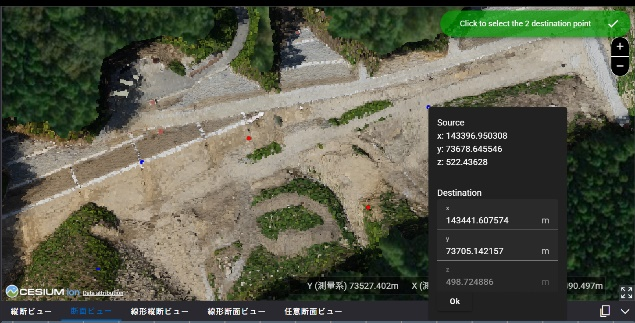 Click to select the 2 destination point
+
−
Source
x: 143396.950308
y: 73678.645546
z: 522.43628
Destination
x
143441.607574 m
y
73705.142157 m
z
498.724886 m
Ok
CESIUM ion Data attribution
Y (測量系) 73527.402m
X (測
90.497m
縦断ビュー 断面ビュー 線形縦断ビュー 線形断面ビュー 任意断面ビュー